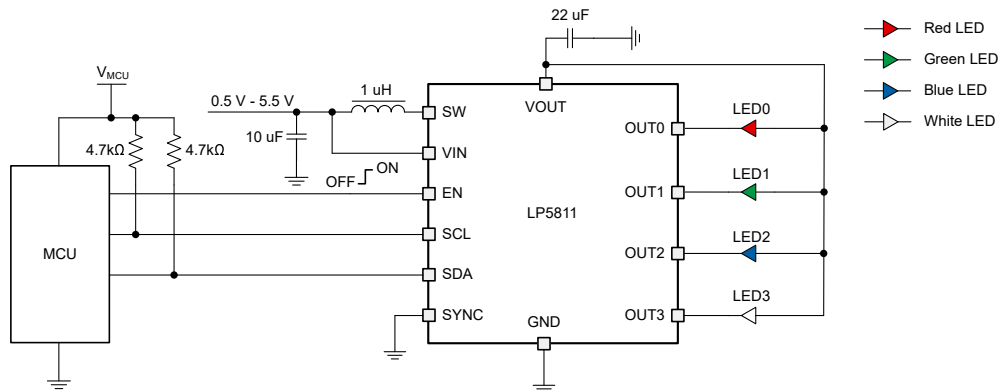 22 uF
Red LED
Green LED
Blue LED
White LED
VMCU
0.5 V - 5.5 V
1 uH
SW
VOUT
LED0
OUT0
10 uF
4.7kΩ
4.7kΩ
VIN
OFF
ON
LED1
OUT1
EN
LP5811
SCL
MCU
LED2
OUT2
SDA
LED3
SYNC
GND
OUT3